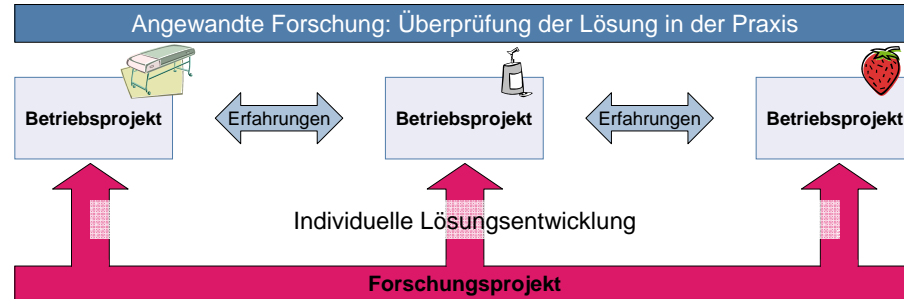 Angewandte Forschung: Überprüfung der Lösung in der Praxis
Betriebsprojekt
Erfahrungen
Betriebsprojekt
Erfahrungen
Betriebsprojekt
Individuelle Lösungsentwicklung
Forschungsprojekt